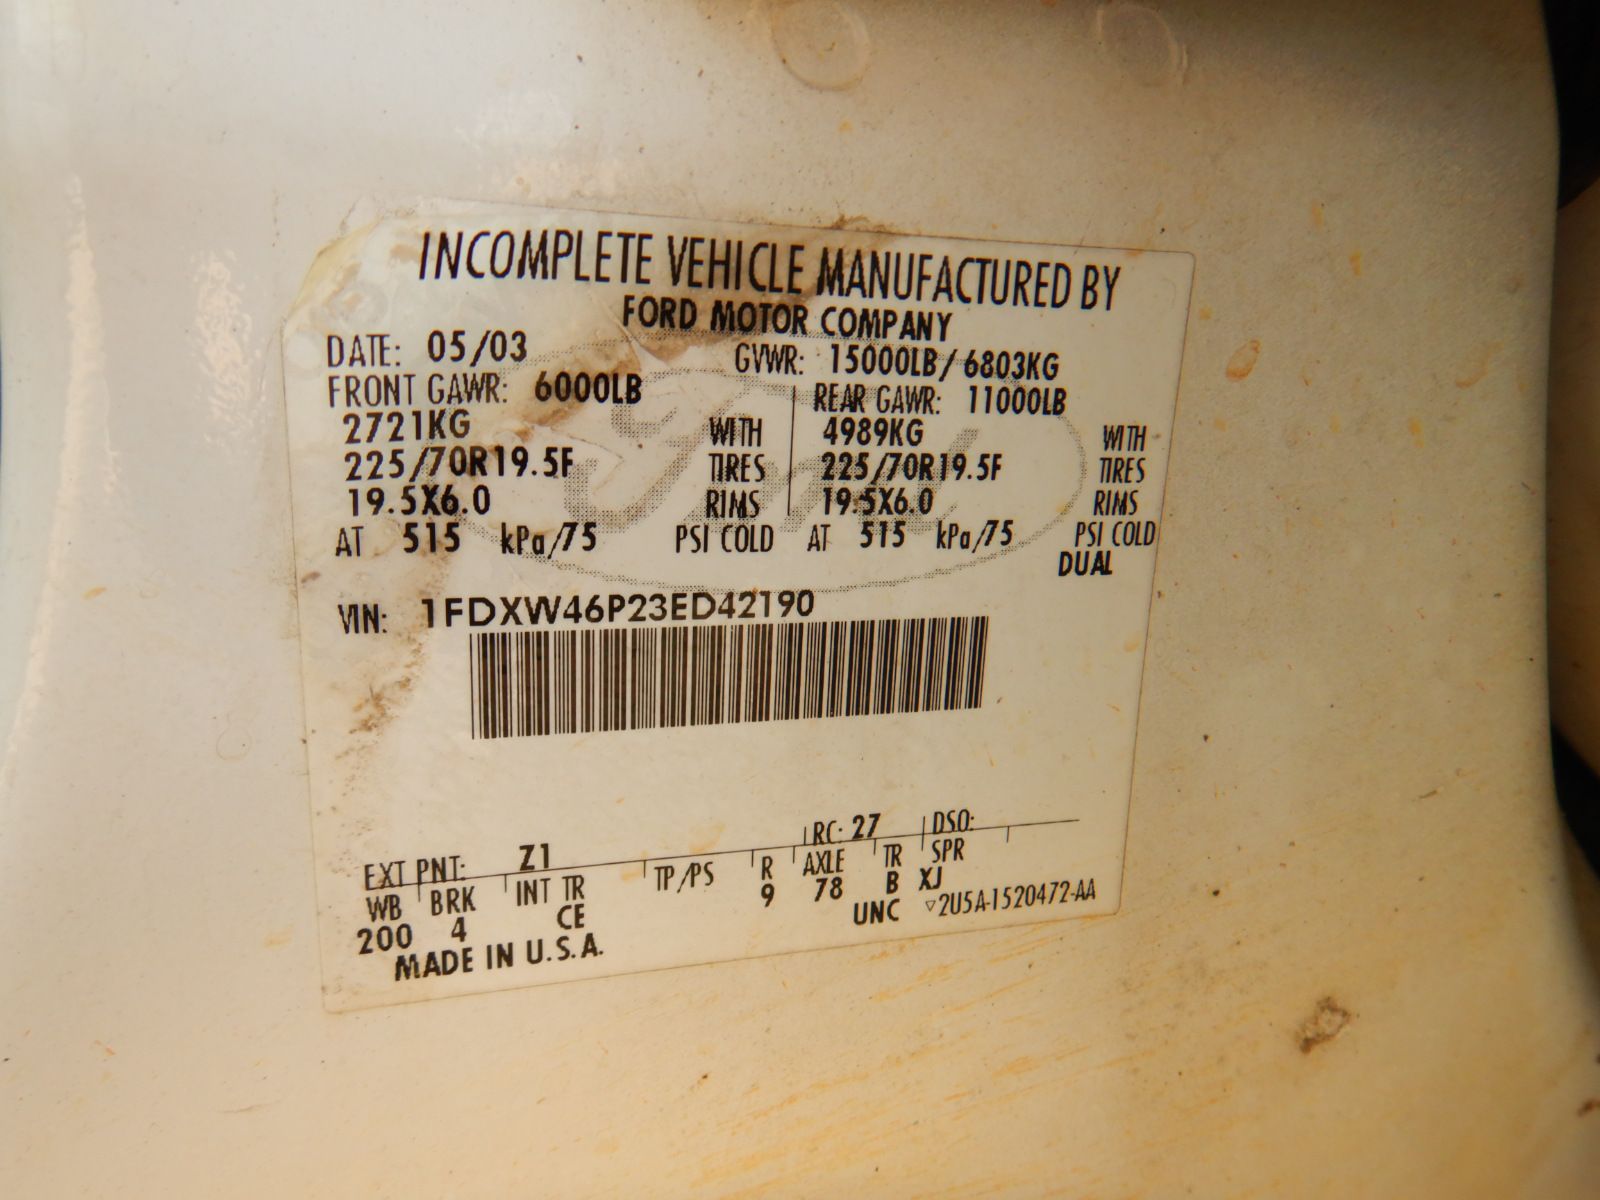 INCOMPLETE VEHICLE MANUFACTURED BY
FORD MOTOR COMPANY
DATE: 05/03 GVWR: 15000LB/ 6803KG
FRONT GAWR: 6000LB REAR GAWR: 11000LB
2721KG WITH 4989KG WITH
225/70R19.5F TIRES 225/70R19.5F TIRES
19.5X6.0 RIMS 19.5X6.0 RIMS
AT 515 kPa/75 PSI COLD AT 515 kPa/75 PSI COLD
DUAL
VIN: 1FDXW46P23ED42190
EXT PNT: Z1 RC: 27 DSO:
WB BRK INT TR TP/PS R AXLE TR SPR
200 4 CE 9 78 B XJ
MADE IN U.S.A. UNC ▽2U5A-1520472-AA
Ford